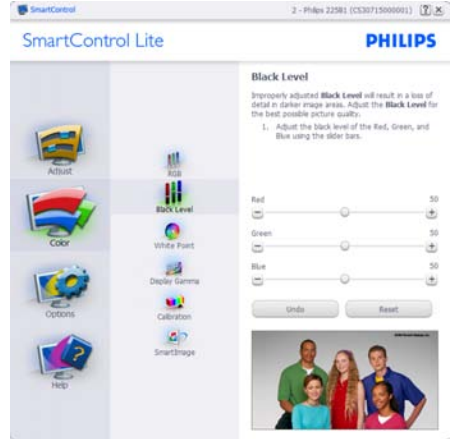 SmartControl
2 - Philips 225B1 (CS30715000001)
SmartControl Lite
PHILIPS
Adjust
Color
Options
Help
RGB
Black Level
White Point
Display Gamma
Calibration
SmartImage
Black Level
Improperly adjusted Black Level will result in a loss of
detail in darker image areas. Adjust the Black Level for
the best possible picture quality.
1. Adjust the black level of the Red, Green, and
Blue using the slider bars.
Red 50
Green 50
Blue 50
Undo
Reset